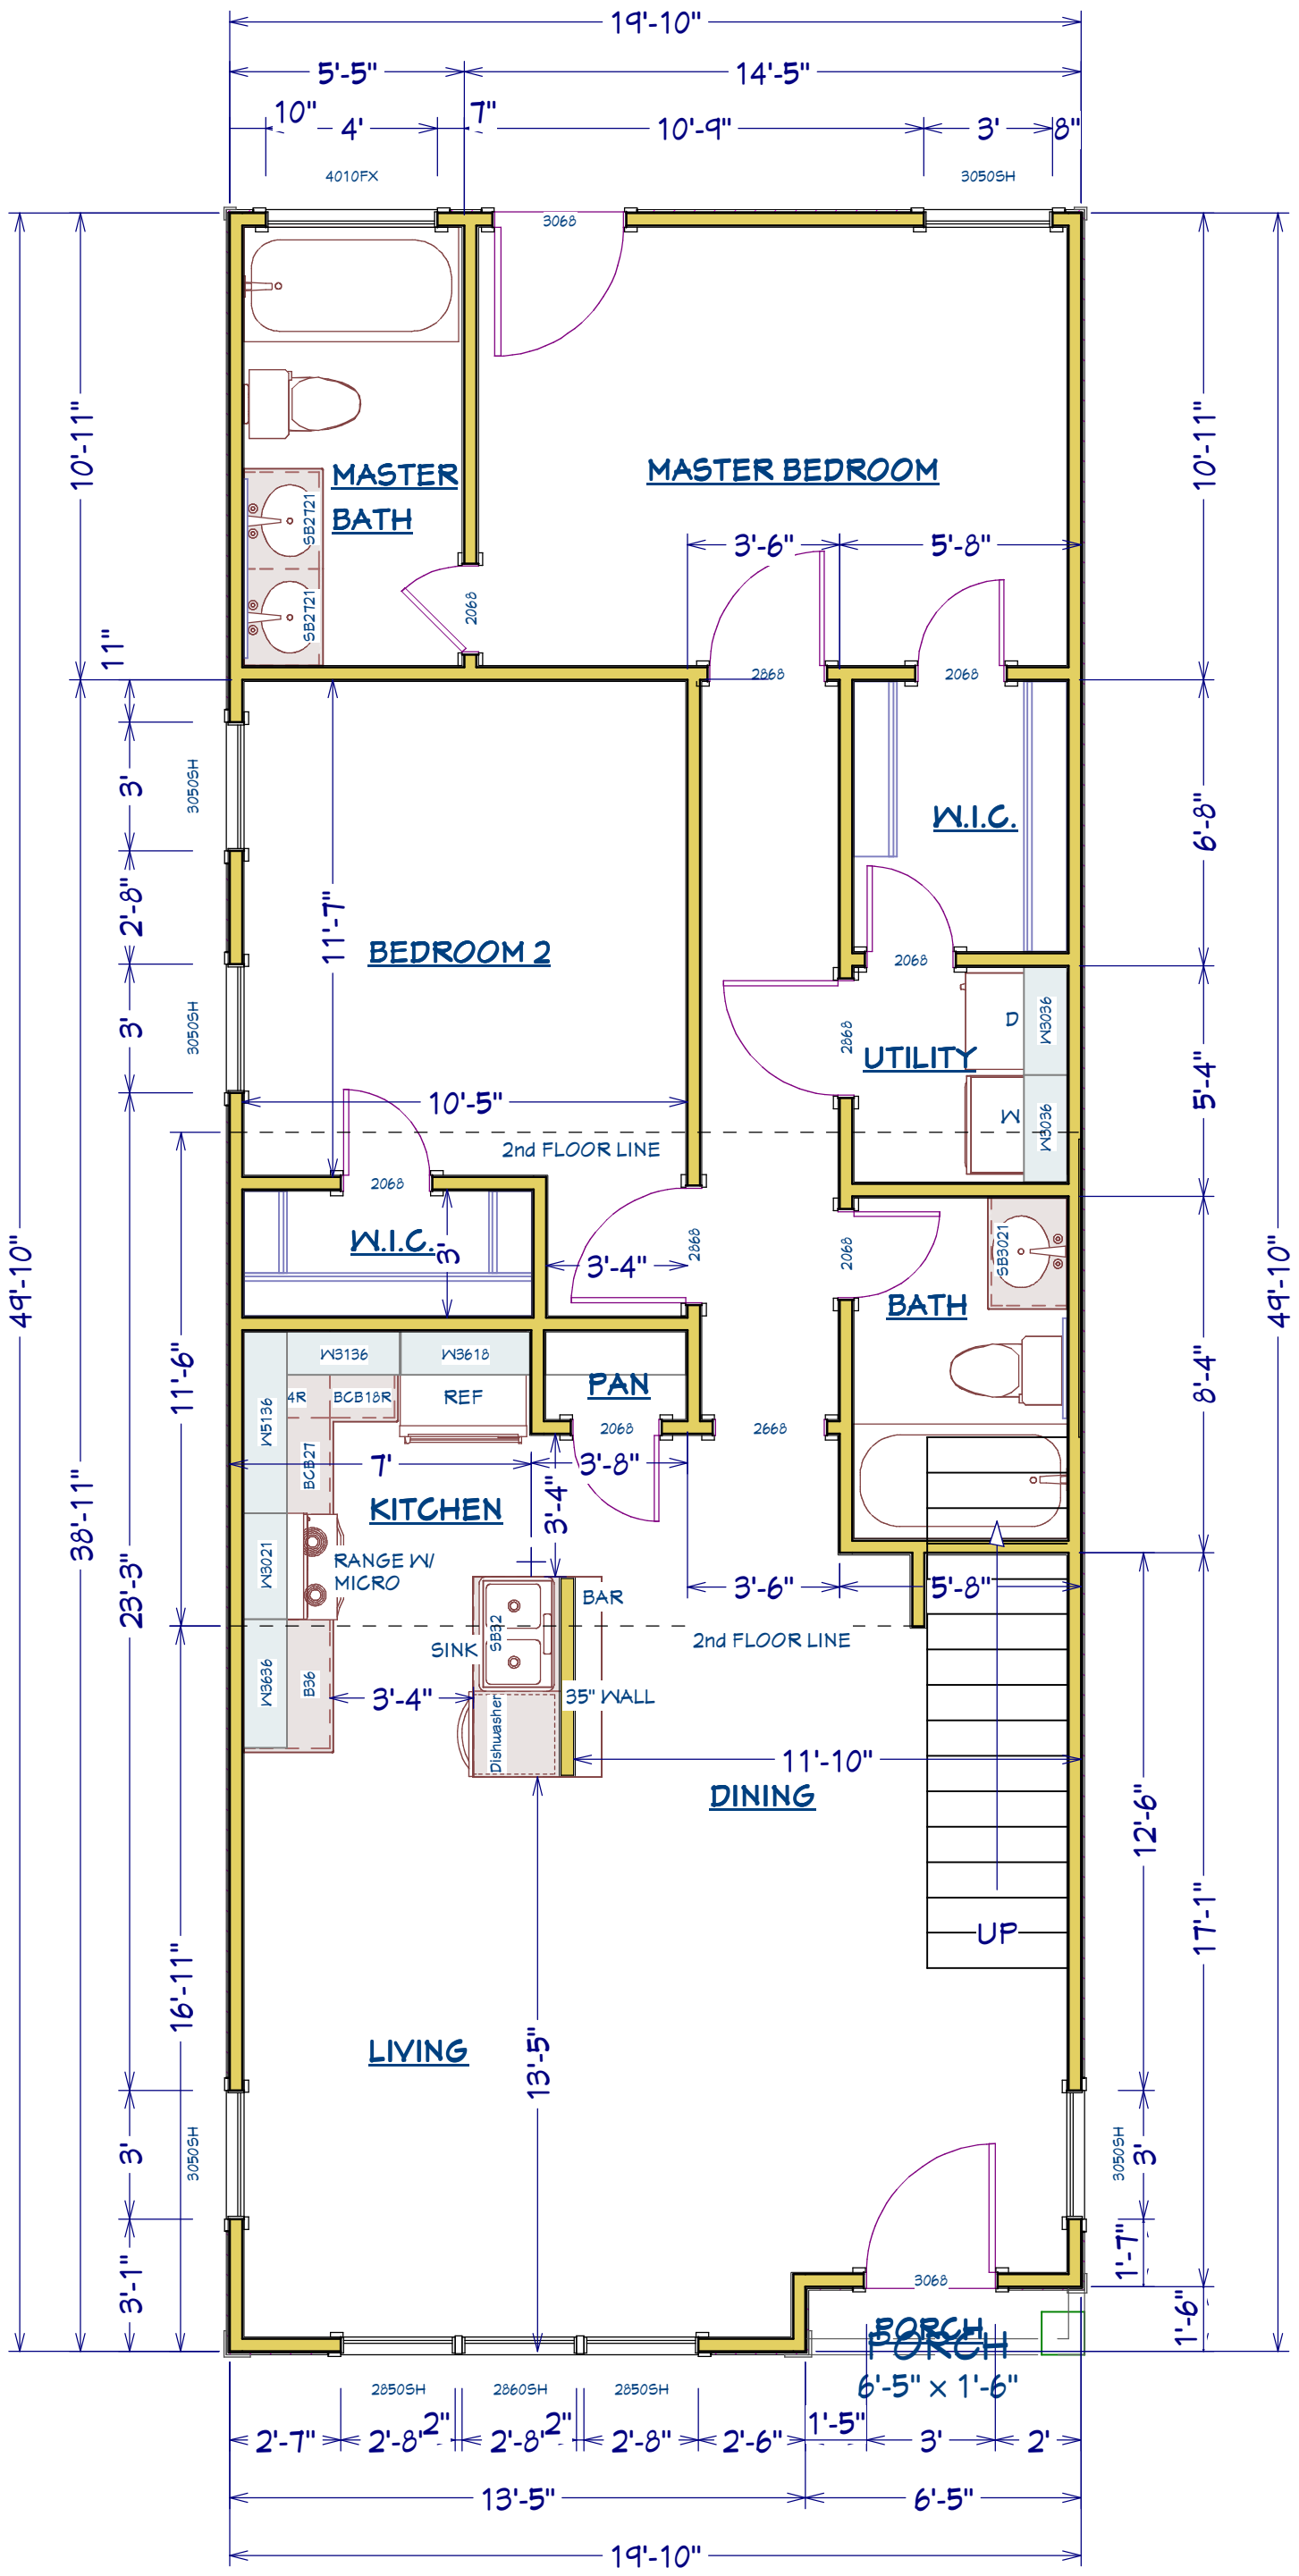 19'-10"
5'-5" 14'-5"
10" 4' 7" 10'-9" 3' 8"
4010FX 3050SH
3068
SB2721
SB2721
MASTER
BATH
MASTER BEDROOM
3'-6" 5'-8"
2068
2868 2068
10'-11"
10'-11"
11"
3'
3050SH
2'-8"
3'
3050SH
11'-7"
BEDROOM 2
10'-5"
W.I.C.
6'-8"
2068
2868
UTILITY
D
W
W3036
W3036
5'-4"
2nd FLOOR LINE
2068
W.I.C.
3'
3'-4"
2868
2068
SB3021
BATH
8'-4"
49'-10"
49'-10"
38'-11"
23'-3"
11'-6"
W3136 W3618
W5136
4R BCB18R REF
BCB27
PAN
2068 2668
7' 3'-8"
3'-4"
KITCHEN
W3021
RANGE W/
MICRO
BAR
3'-6" 5'-8"
SB32
SINK
2nd FLOOR LINE
W3636
B36
3'-4"
Dishwasher
35" WALL
11'-10"
DINING
12'-6"
17'-1"
16'-11"
UP
LIVING
13'-5"
3'
3050SH
3050SH
3'
3'-1"
1'-7"
1'-6"
3068
PORCH
PORCH
6'-5" x 1'-6"
2850SH 2860SH 2850SH
2'-7" 2'-8" 2" 2'-8" 2" 2'-8" 2'-6" 1'-5" 3' 2'
13'-5" 6'-5"
19'-10"